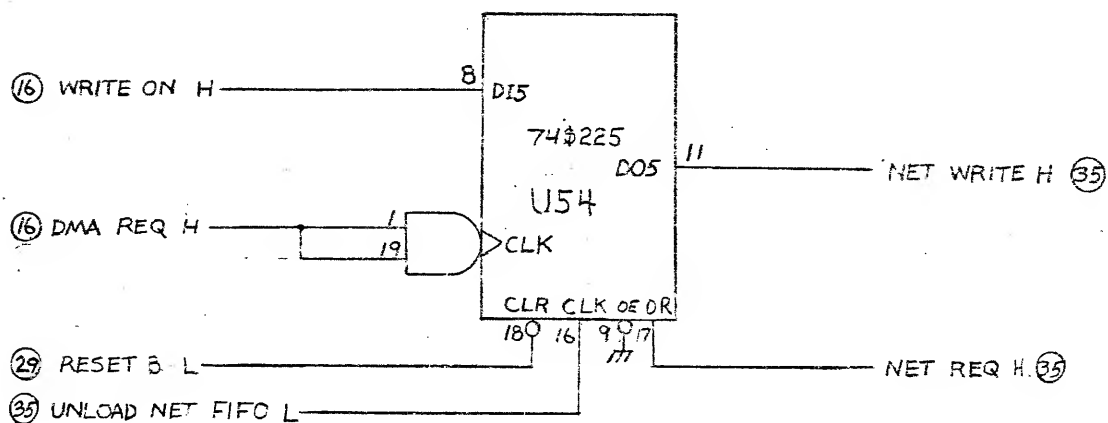 8
16 WRITE ON H
DI5
74S225
11
DO5
NET WRITE H 35
U54
16 DMA REQ H
1
19
CLK
CLR CLK OE OR
18 16 9 17
29 RESET B L
NET REQ H 35
35 UNLOAD NET FIFO L